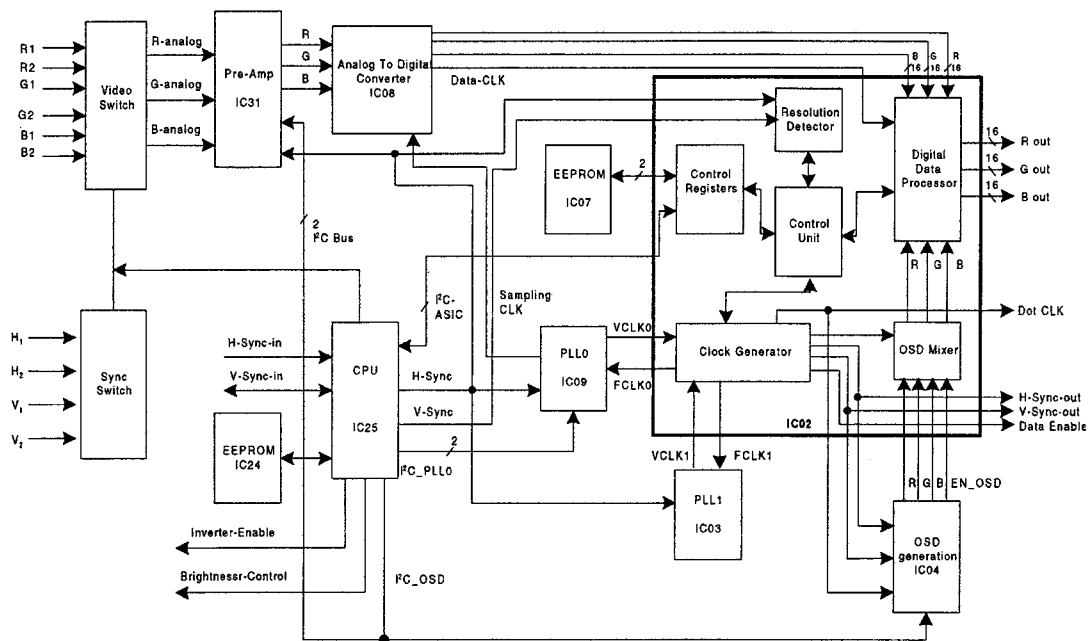 R1
R2
G1
G2
B1
B2
Video
Switch
R-analog
G-analog
B-analog
Pre-Amp
IC31
R
G
B
Analog To Digital
Converter
IC08
Data-CLK
B
G
R
16
16
16
Resolution
Detector
Digital
Data
Processor
16
R out
16
G out
16
B out
EEPROM
IC07
2
Control
Registers
Control
Unit
2
I²C Bus
I²C-
ASIC
Sampling
CLK
R
G
B
Dot CLK
H1
H2
V1
V2
Sync
Switch
H-Sync-in
V-Sync-in
CPU
IC25
H-Sync
V-Sync
2
I²C_PLL0
PLL0
IC09
VCLK0
FCLK0
Clock Generator
OSD Mixer
H-Sync-out
V-Sync-out
Data Enable
IC02
EEPROM
IC24
VCLK1
FCLK1
PLL1
IC03
R
G
B
EN_OSD
OSD
generation
IC04
Inverter-Enable
Brightnessr-Control
I²C_OSD